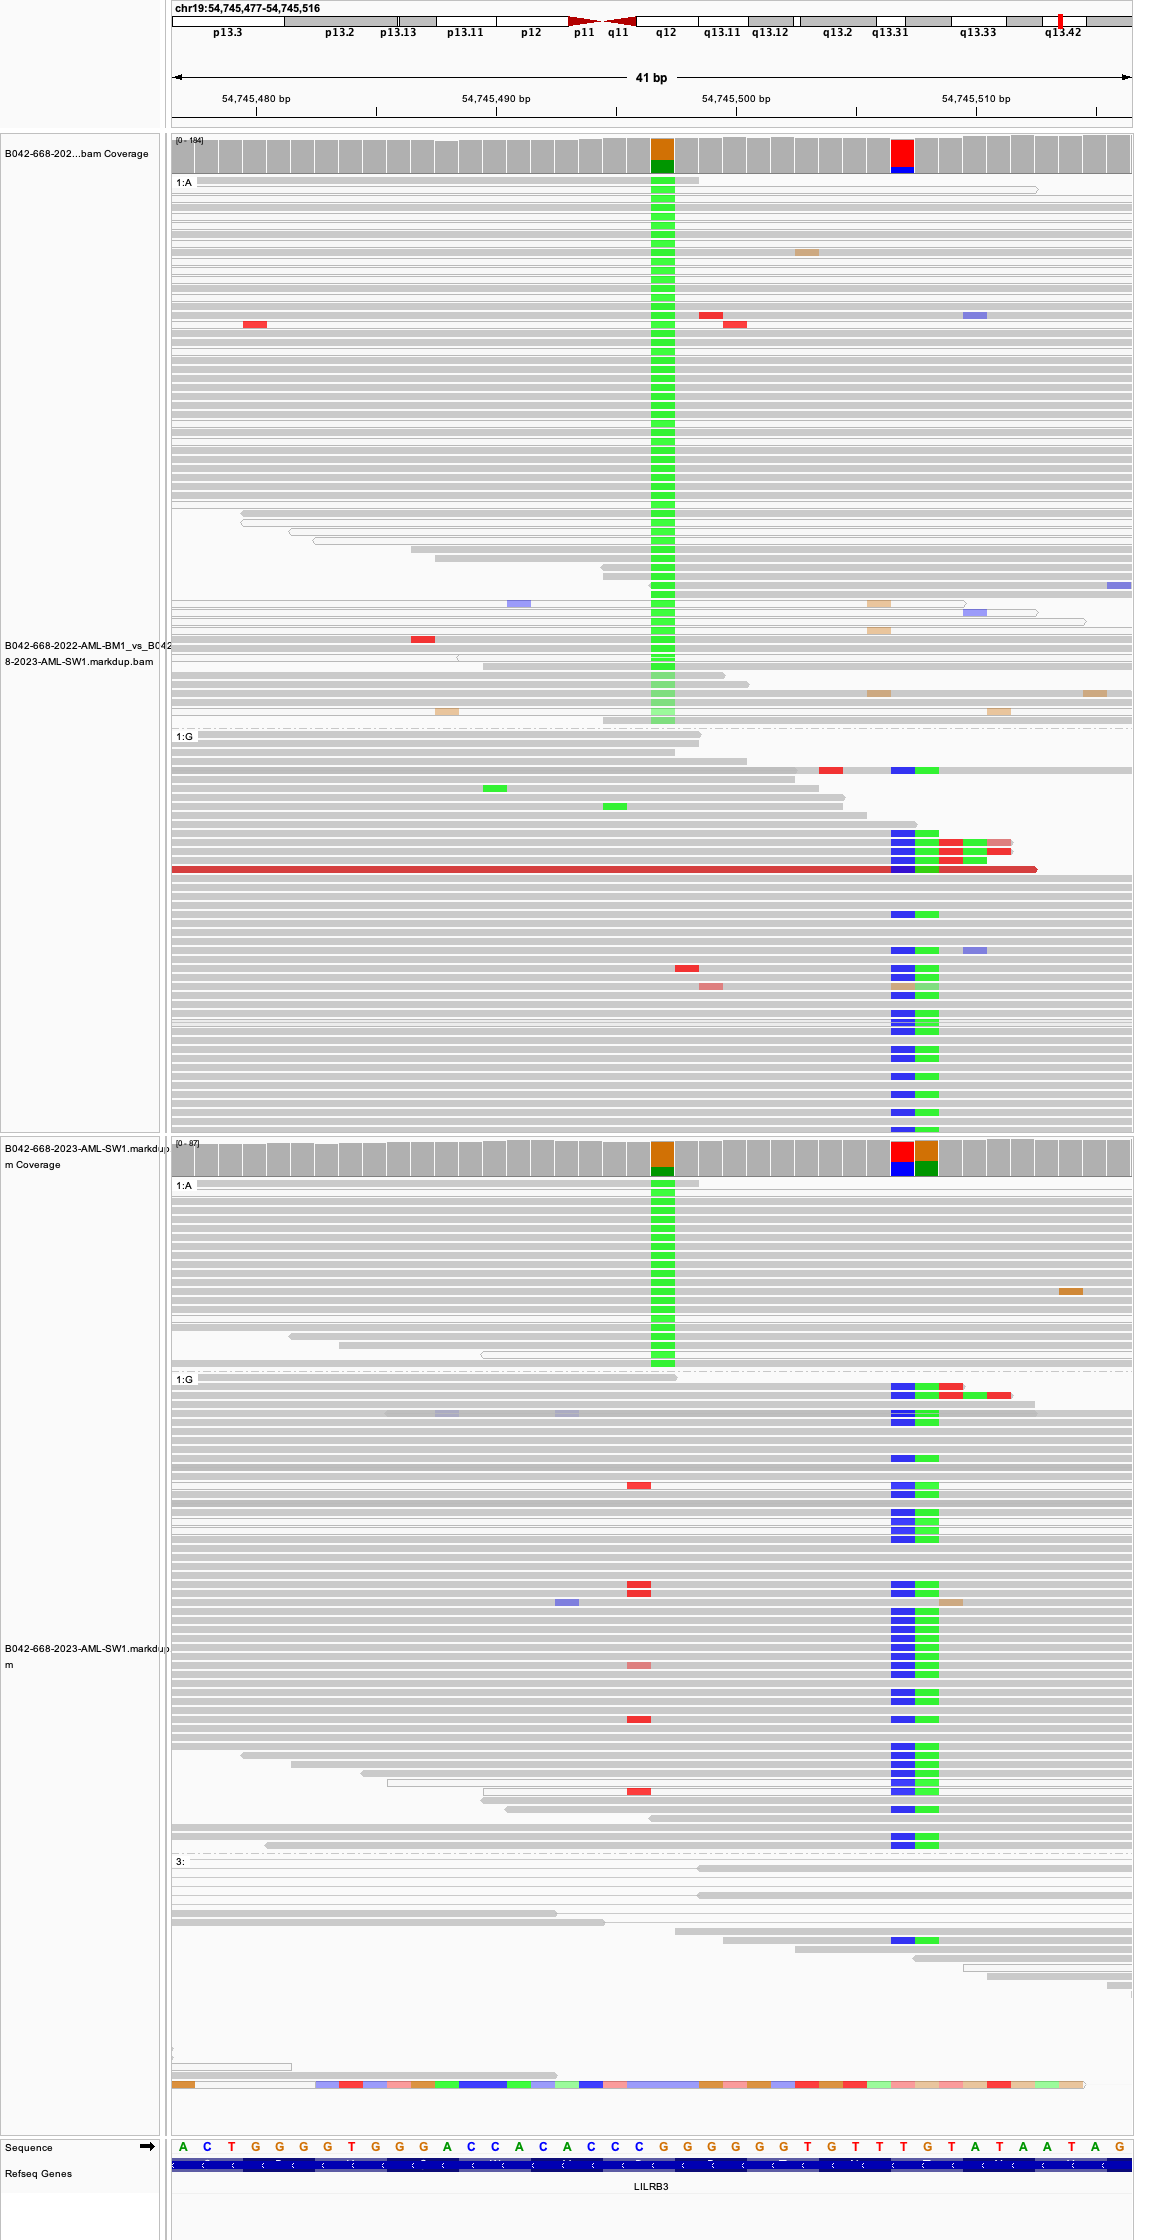 chr19:54,745,477-54,745,516
p13.3 p13.2 p13.13 p13.11 p12 p11 q11 q12 q13.11 q13.12 q13.2 q13.31 q13.33 q13.42
41 bp
54,745,480 bp 54,745,490 bp 54,745,500 bp 54,745,510 bp
[0 - 184]
B042-668-202...bam Coverage
1:A
B042-668-2022-AML-BM1_vs_B042
8-2023-AML-SW1.markdup.bam
1:G
[0 - 87]
B042-668-2023-AML-SW1.markdup
m Coverage
1:A
1:G
B042-668-2023-AML-SW1.markdup
m
3:
Sequence
A C T G G G G T G G G A C C A C A C C C G G G G G G T G T T T G T A T A A T A G
Refseq Genes
LILRB3